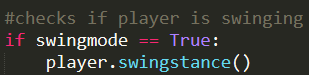 #checks if player is swinging
if swingmode == True:
    player.swingstance()